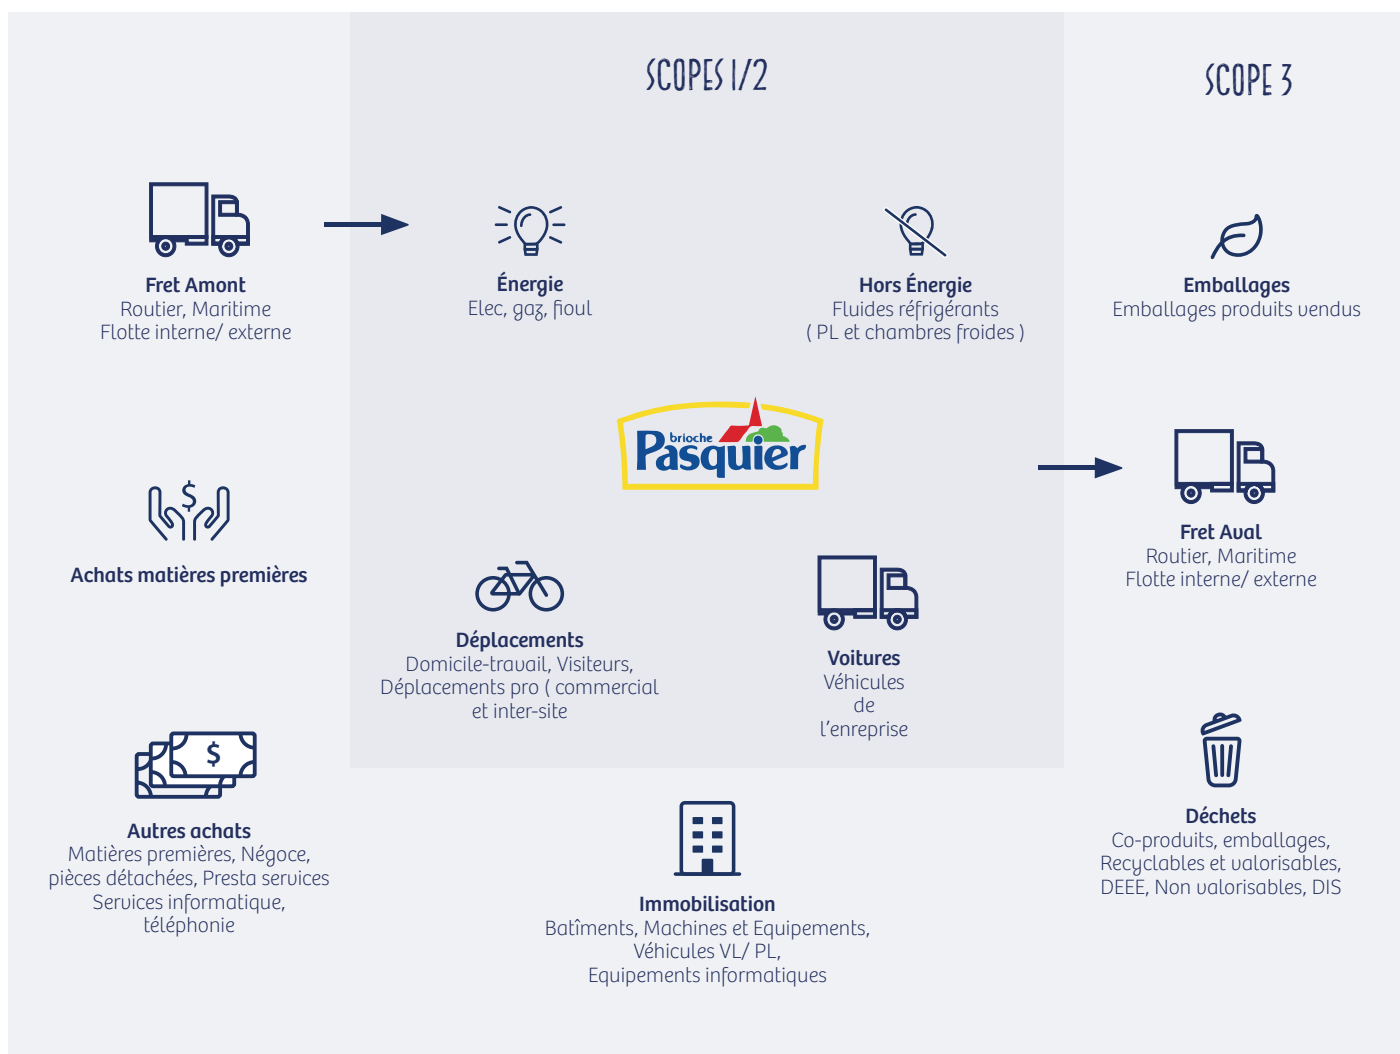 SCOPES 1/2
SCOPE 3
Fret Amont
Routier, Maritime
Flotte interne/ externe
Énergie
Elec, gaz, fioul
Hors Énergie
Fluides réfrigérants
( PL et chambres froides )
Emballages
Emballages produits vendus
brioche
Pasquier
$
Achats matières premières
Fret Aval
Routier, Maritime
Flotte interne/ externe
Déplacements
Domicile-travail, Visiteurs,
Déplacements pro ( commercial
et inter-site
Voitures
Véhicules
de
l'enreprise
$
Autres achats
Matières premières, Négoce,
pièces détachées, Presta services
Services informatique,
téléphonie
Immobilisation
Batîments, Machines et Equipements,
Véhicules VL/ PL,
Equipements informatiques
Déchets
Co-produits, emballages,
Recyclables et valorisables,
DEEE, Non valorisables, DIS